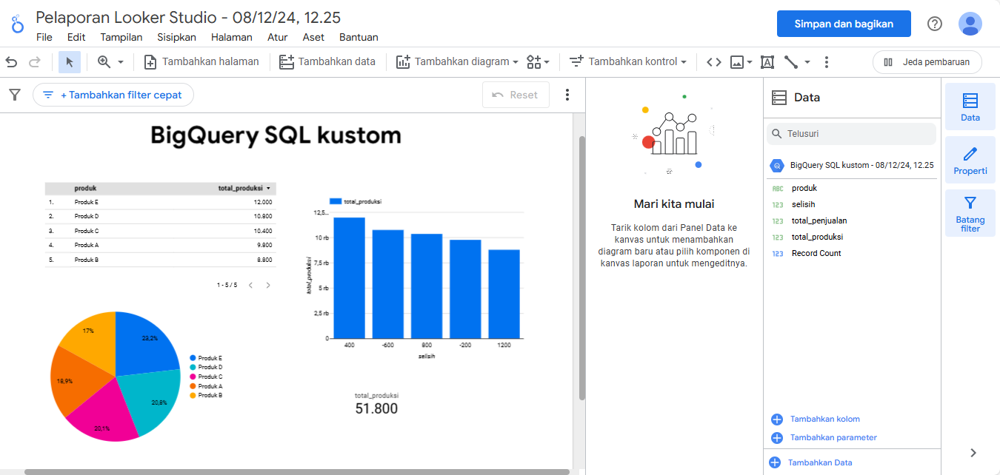 Pelaporan Looker Studio - 08/12/24, 12.25
File Edit Tampilan Sisipkan Halaman Atur Aset Bantuan
Simpan dan bagikan
Tambahkan halaman Tambahkan data Tambahkan diagram Tambahkan kontrol Jeda pembaruan
+ Tambahkan filter cepat
Reset
BigQuery SQL kustom
produk total_produksi
1. Produk E 12.000
2. Produk D 10.800
3. Produk C 10.400
4. Produk A 9.800
5. Produk B 8.800
1 - 5 / 5
total_produksi
12,5...
10 rb
7,5 rb
5 rb
2,5 rb
0
total_produksi
400 -600 800 -200 1200
selisih
23,2%
20,8%
20,1%
18,9%
17%
Produk E
Produk D
Produk C
Produk A
Produk B
total_produksi
51.800
Mari kita mulai
Tarik kolom dari Panel Data ke
kanvas untuk menambahkan
diagram baru atau pilih komponen di
kanvas laporan untuk mengeditnya.
Data
Telusuri
BigQuery SQL kustom - 08/12/24, 12.25
ABC produk
123 selisih
123 total_penjualan
123 total_produksi
123 Record Count
Tambahkan kolom
Tambahkan parameter
Tambahkan Data
Data
Properti
Batang
filter